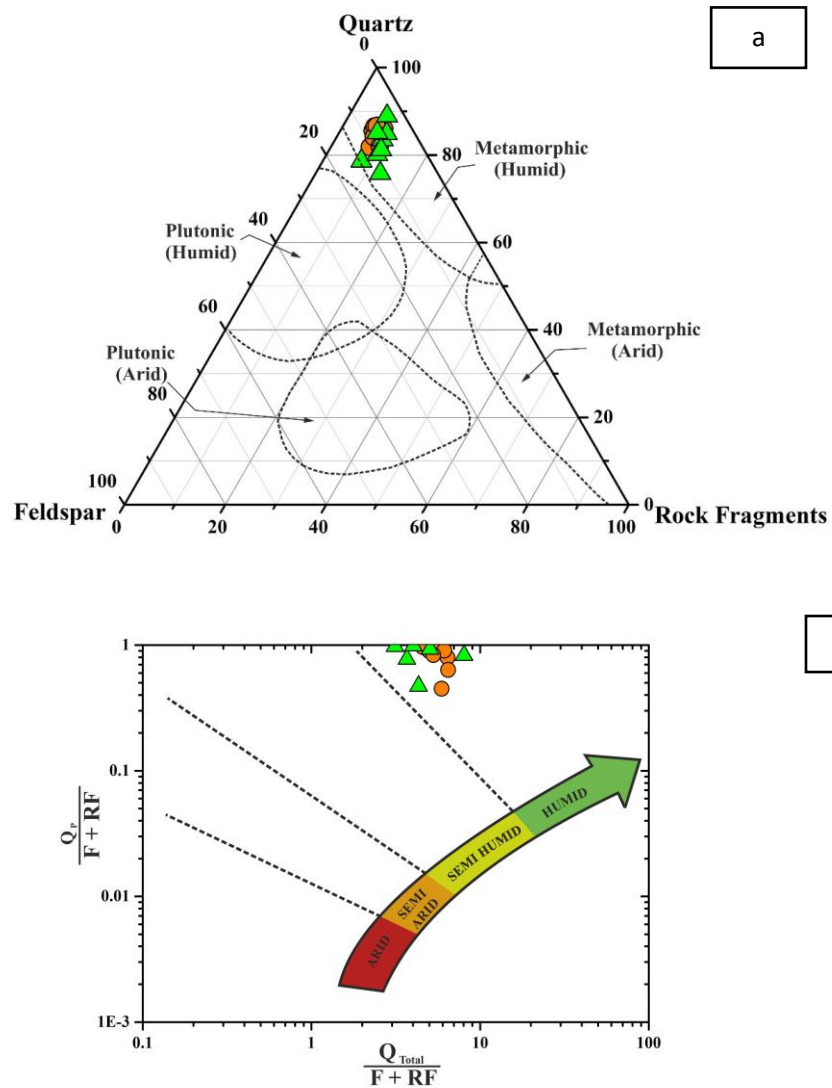 a
Quartz
0
100
20
80
Metamorphic
(Humid)
40
60
Plutonic
(Humid)
60
40
Metamorphic
(Arid)
Plutonic
(Arid)
80
20
100
0
Feldspar
Rock Fragments
0
20
40
60
80
100
1
0.1
0.01
1E-3
Q P
F + RF
HUMID
SEMI HUMID
SEMI
ARID
ARID
0.1
1
10
100
Q Total
F + RF